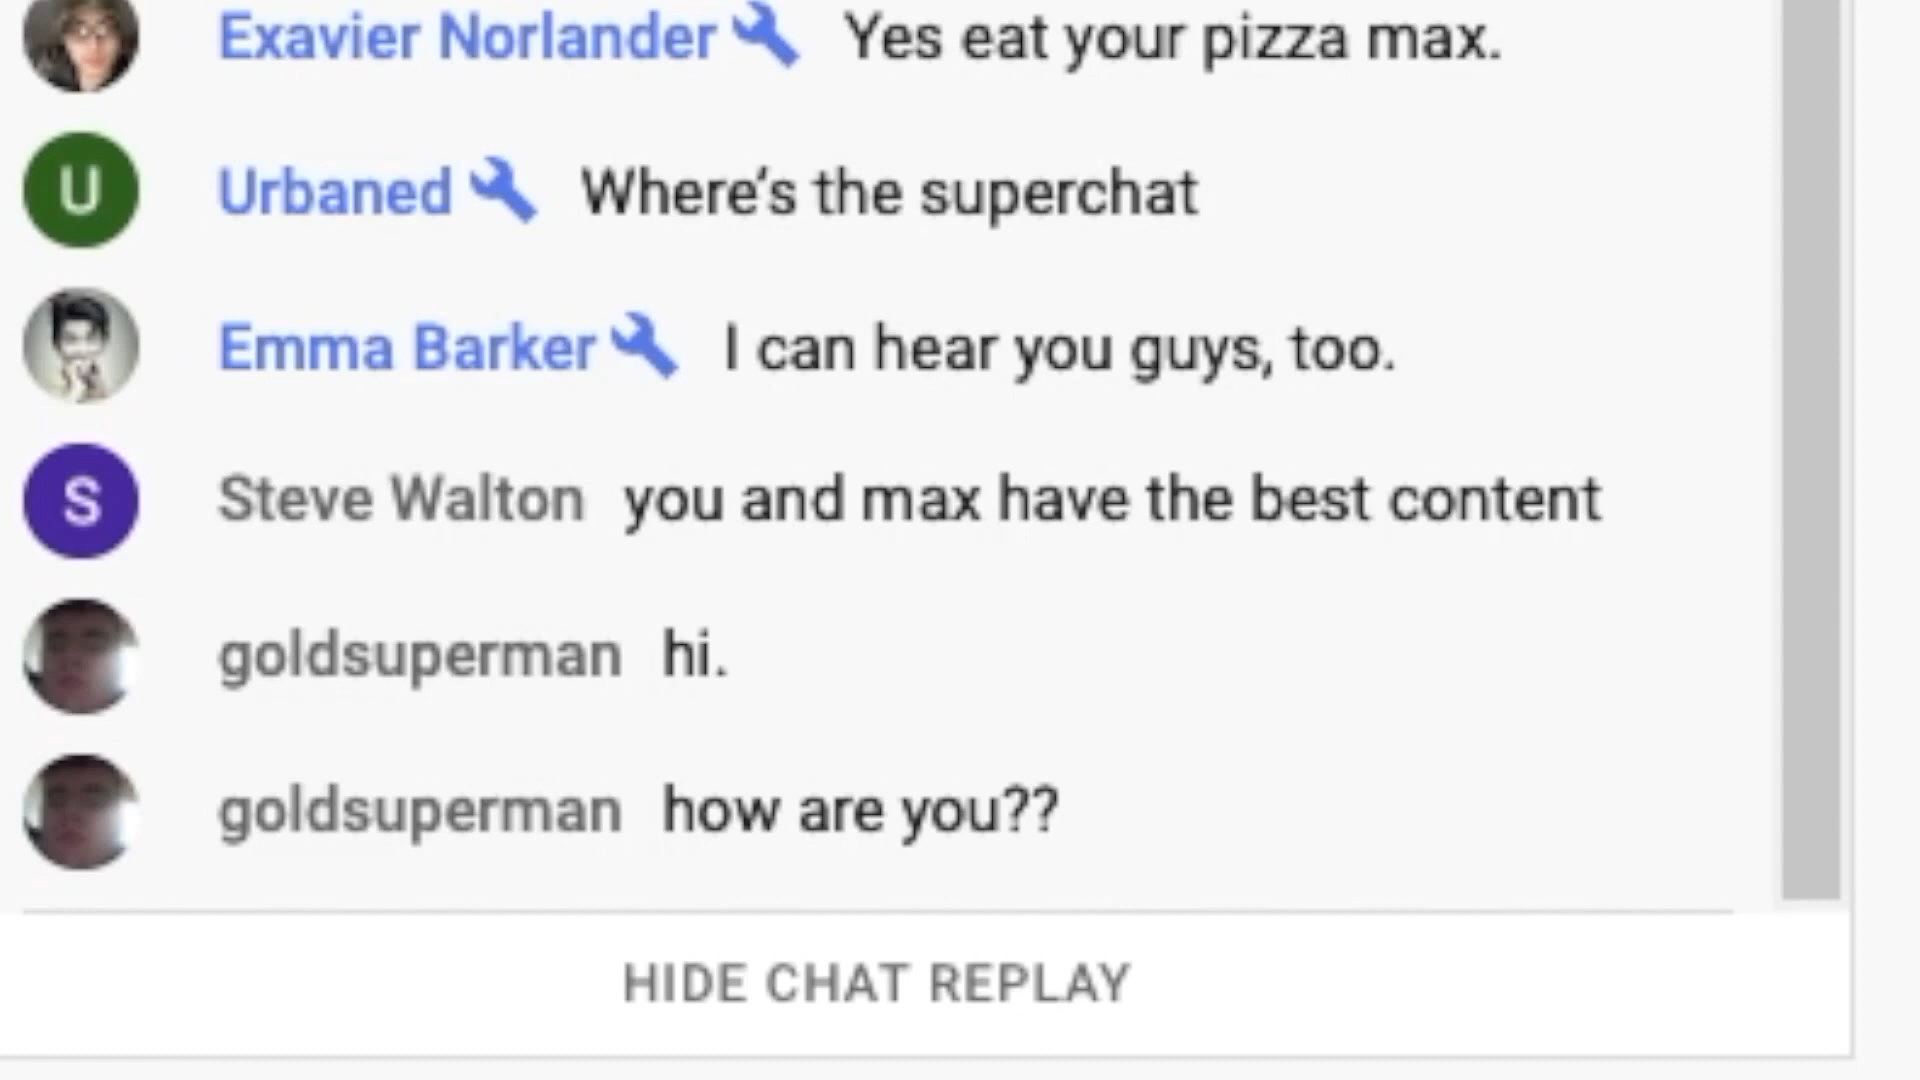 Exavier Norlander Yes eat your pizza max.
U Urbaned Where's the superchat
Emma Barker I can hear you guys, too.
S Steve Walton you and max have the best content
goldsuperman hi.
goldsuperman how are you??
HIDE CHAT REPLAY